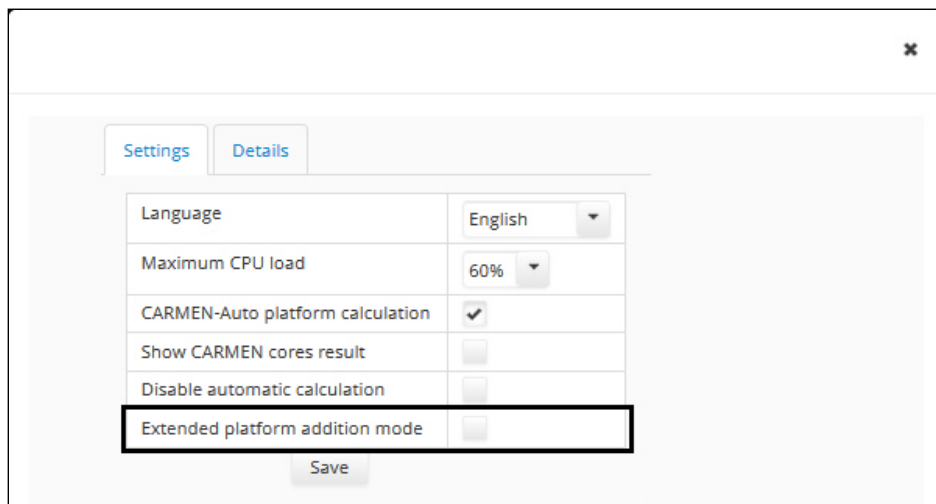 Settings Details
Language English
Maximum CPU load 60%
CARMEN-Auto platform calculation
Show CARMEN cores result
Disable automatic calculation
Extended platform addition mode
Save